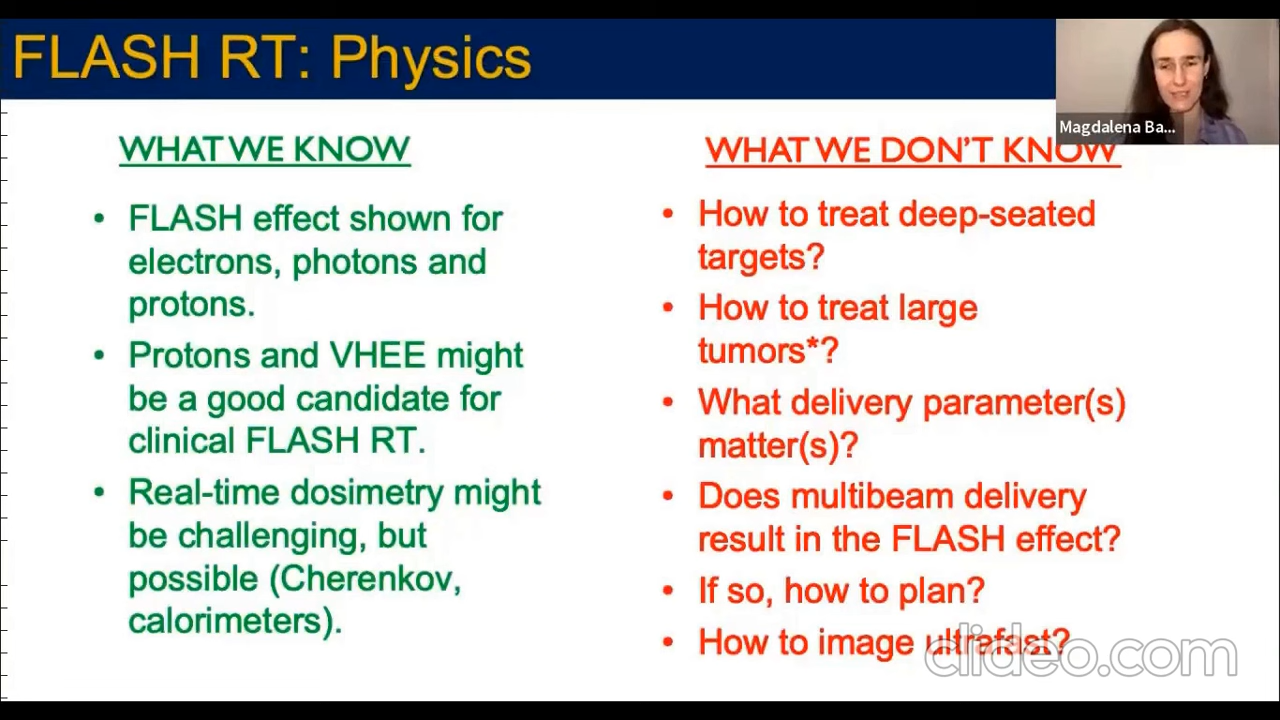 FLASH RT: Physics
Magdalena Ba...
WHAT WE KNOW
• FLASH effect shown for
electrons, photons and
protons.
• Protons and VHEE might
be a good candidate for
clinical FLASH RT.
• Real-time dosimetry might
be challenging, but
possible (Cherenkov,
calorimeters).
WHAT WE DON'T KNOW
• How to treat deep-seated
targets?
• How to treat large
tumors*?
• What delivery parameter(s)
matter(s)?
• Does multibeam delivery
result in the FLASH effect?
• If so, how to plan?
• How to image ultrafast?
clideo.com